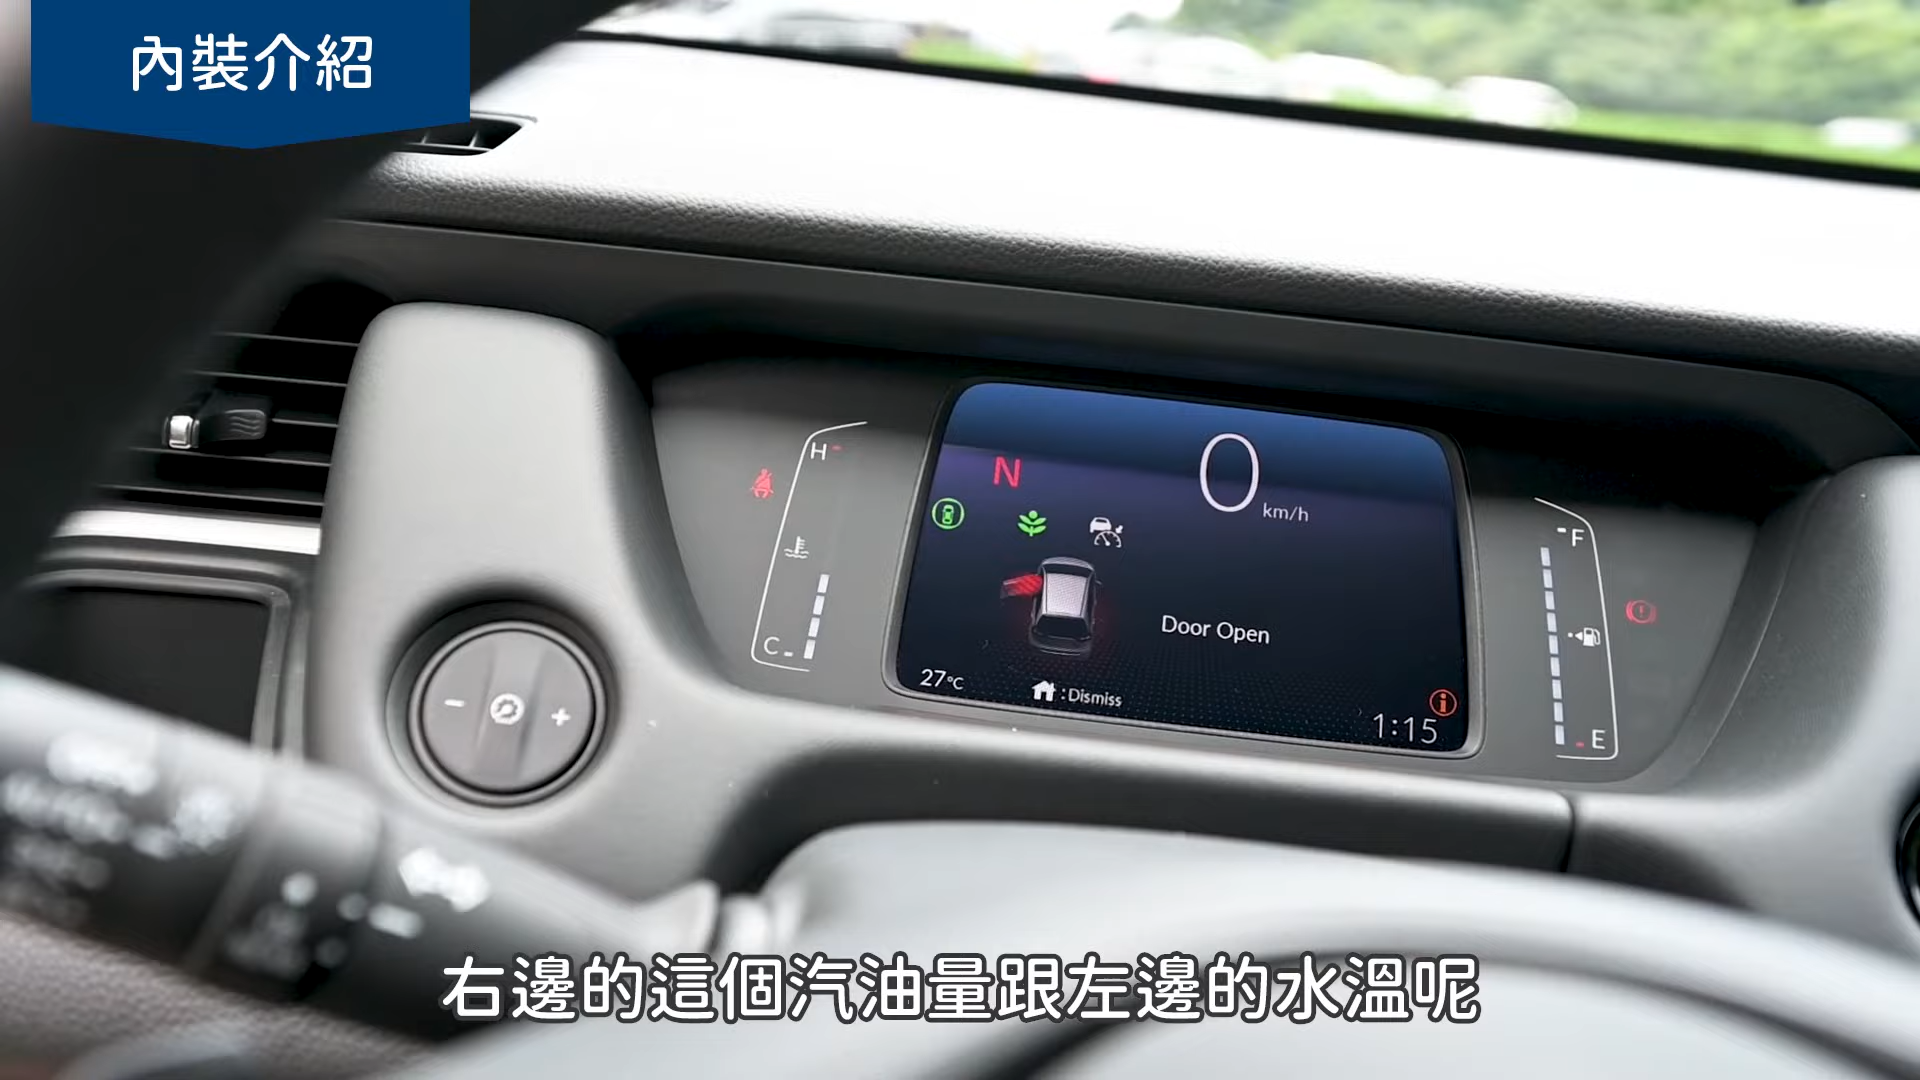 內裝介紹
H
C
N
0 km/h
Door Open
27°C
:Dismiss
1:15
F
E
右邊的這個汽油量跟左邊的水溫呢